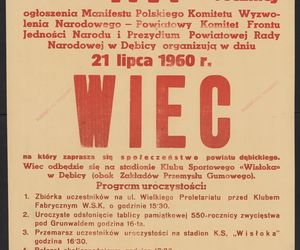 ogłoszenia Manifestu Polskiego Komitetu Wyzwo-
lenia Narodowego – Powiatowy Komitet Frontu
Jedności Narodu i Prezydium Powiatowej Rady
Narodowej w Dębicy organizują w dniu
21 lipca 1960 r.
WIEC
na który zaprasza się społeczeństwo powiatu dębickiego.
Wiec odbędzie się na stadionie Klubu Sportowego «Wisłoka»
w Dębicy (obok Zakładów Przemysłu Gumowego).
Program uroczystości:
1. Zbiórka uczestników na ul. Wielkiego Proletariatu przed Klubem
Fabrycznym W.S.K. o godzinie 15'30.
2. Uroczyste odsłonięcie tablicy pamiątkowej 550-rocznicy zwycięstwa
pod Grunwaldem godzina 16-ta.
3. Przemarsz uczestników uroczystości na stadion KS, „Wisłoka"
godzina 16'30.